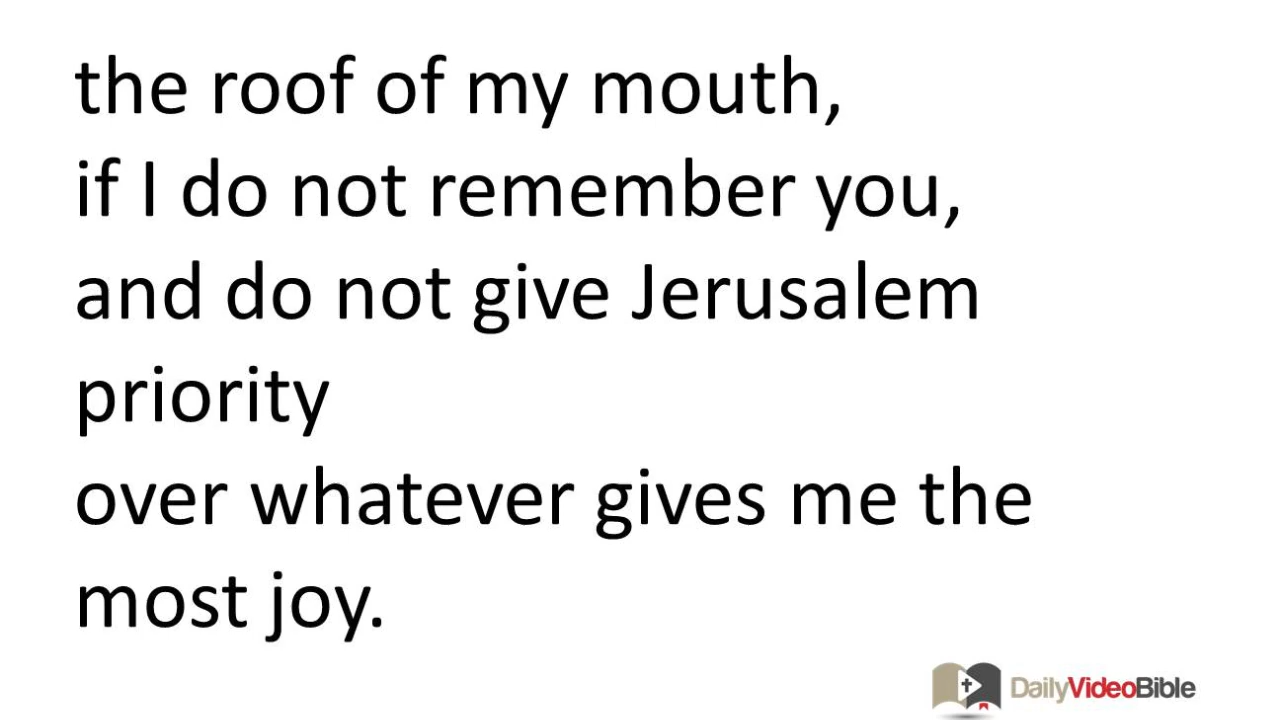 the roof of my mouth,
if I do not remember you,
and do not give Jerusalem
priority
over whatever gives me the
most joy.
DailyVideoBible